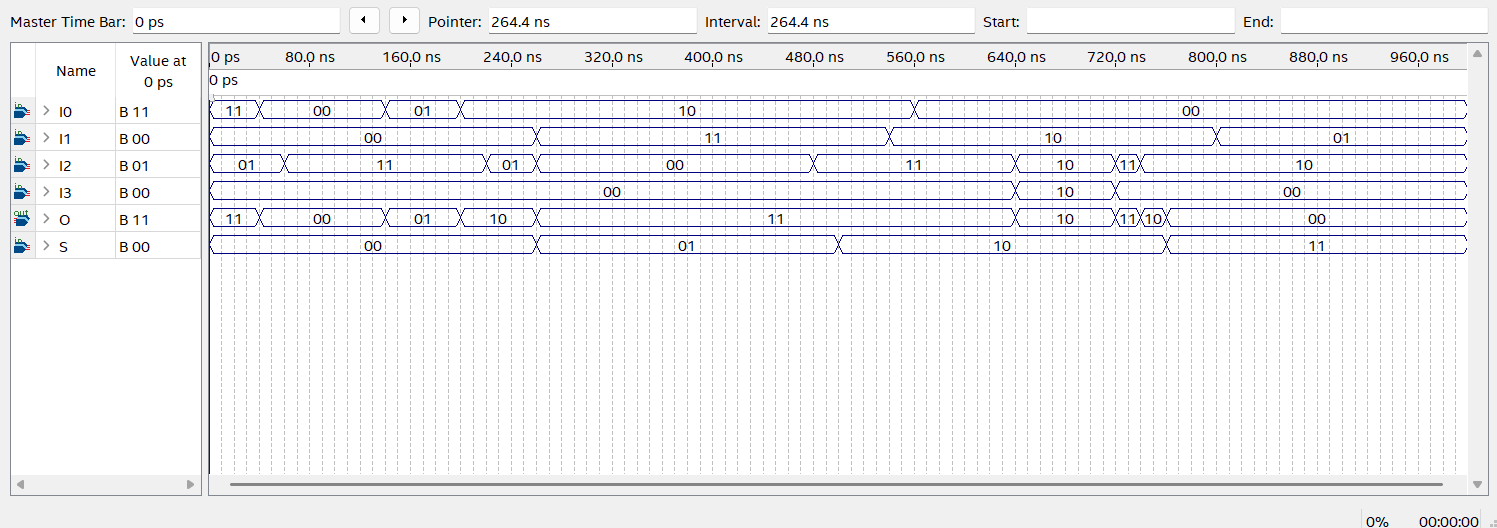 Master Time Bar: 0 ps Pointer: 264.4 ns Interval: 264.4 ns Start: End:
Name Value at 0 ps
0 ps 80.0 ns 160.0 ns 240.0 ns 320.0 ns 400.0 ns 480.0 ns 560.0 ns 640.0 ns 720.0 ns 800.0 ns 880.0 ns 960.0 ns
0 ps
I0 B 11 11 00 01 10 00
I1 B 00 00 11 10 01
I2 B 01 01 11 01 00 11 10 11 10
I3 B 00 00 10 00
O B 11 11 00 01 10 11 10 11 10 00
S B 00 00 01 10 11
0% 00:00:00